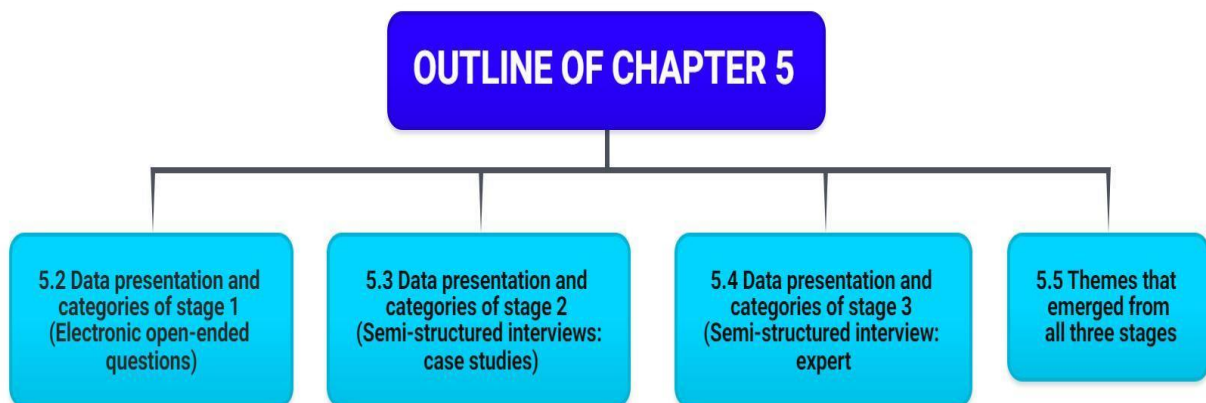 OUTLINE OF CHAPTER 5
5.2 Data presentation and
categories of stage 1
(Electronic open-ended
questions)
5.3 Data presentation and
categories of stage 2
(Semi-structured interviews:
case studies)
5.4 Data presentation and
categories of stage 3
(Semi-structured interview:
expert
5.5 Themes that
emerged from
all three stages